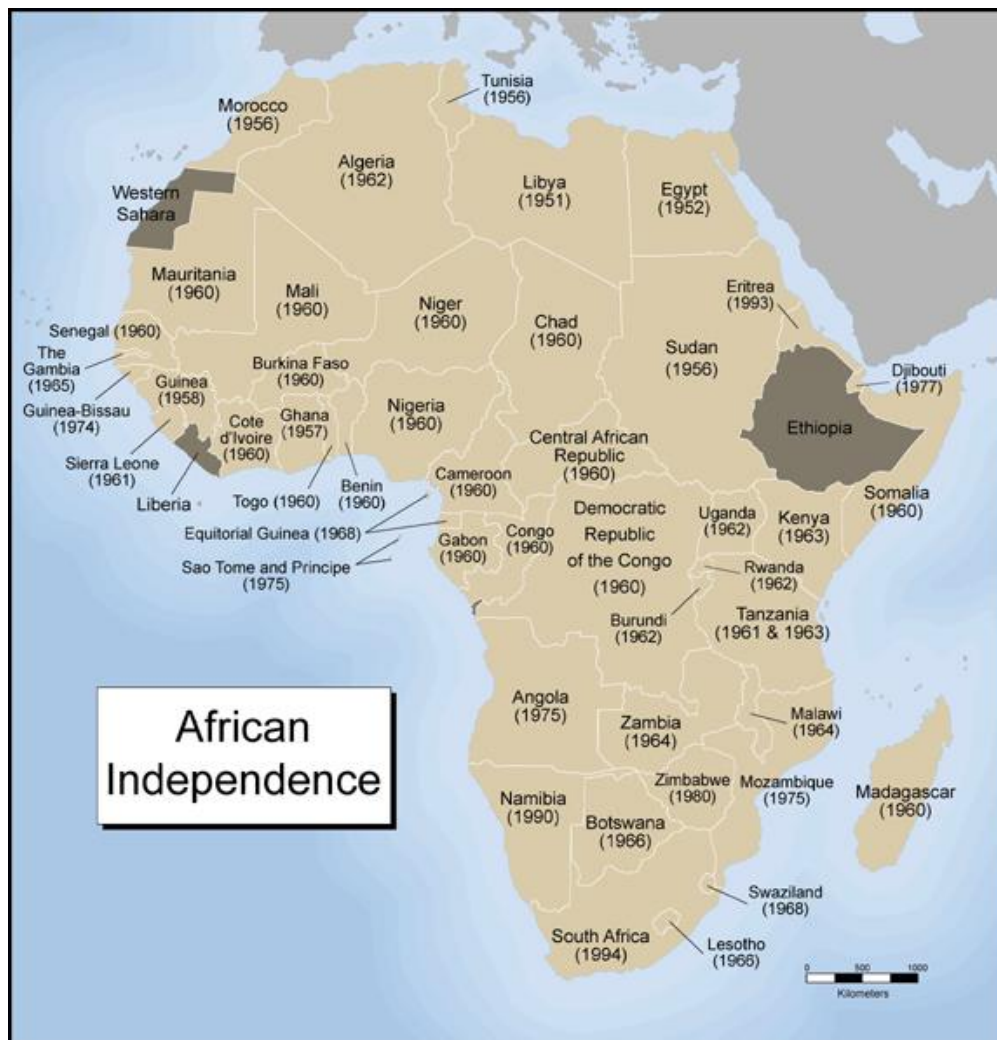 Tunisia
(1956)
Morocco
(1956)
Algeria
(1962)
Libya
(1951)
Egypt
(1952)
Western
Sahara
Mauritania
(1960)
Mali
(1960)
Niger
(1960)
Chad
(1960)
Sudan
(1956)
Eritrea
(1993)
Senegal (1960)
The
Gambia
(1965)
Guinea-Bissau
(1974)
Guinea
(1958)
Burkina Faso
(1960)
Djibouti
(1977)
Sierra Leone
(1961)
Liberia
Cote
d'Ivoire
(1960)
Ghana
(1957)
Nigeria
(1960)
Togo (1960)
Benin
(1960)
Ethiopia
Central African
Republic
(1960)
Cameroon
(1960)
Somalia
(1960)
Equitorial Guinea (1968)
Sao Tome and Principe
(1975)
Gabon
(1960)
Congo
(1960)
Democratic
Republic
of the Congo
(1960)
Uganda
(1962)
Kenya
(1963)
Rwanda
(1962)
Burundi
(1962)
Tanzania
(1961 & 1963)
Angola
(1975)
Zambia
(1964)
Malawi
(1964)
African
Independence
Namibia
(1990)
Botswana
(1966)
Zimbabwe
(1980)
Mozambique
(1975)
Madagascar
(1960)
Swaziland
(1968)
South Africa
(1994)
Lesotho
(1966)
0 500 1000
Kilometers